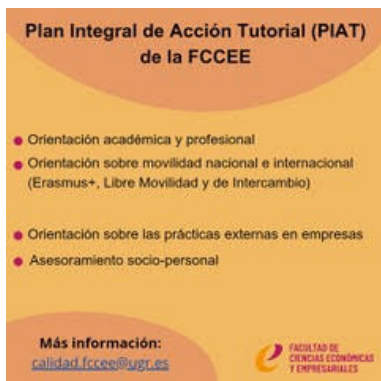 Plan Integral de Acción Tutorial (PIAT)
de la FCCEE
Orientación académica y profesional
Orientación sobre movilidad nacional e internacional
(Erasmus+, Libre Movilidad y de Intercambio)
Orientación sobre las prácticas externas en empresas
Asesoramiento socio-personal
Más información:
calidad.fccee@ugr.es
FACULTAD DE
CIENCIAS ECONÓMICAS
Y EMPRESARIALES